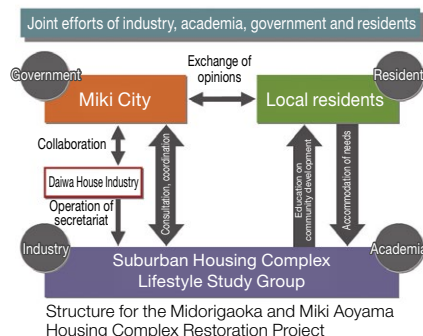 Joint efforts of industry, academia, government and residents
Government
Resident
Exchange of
opinions
Miki City
Local residents
Collaboration
Daiwa House Industry
Operation of
secretariat
Consultation, coordination
Education on
community development
Accommodation of needs
Industry
Academia
Suburban Housing Complex
Lifestyle Study Group
Structure for the Midorigaoka and Miki Aoyama
Housing Complex Restoration Project